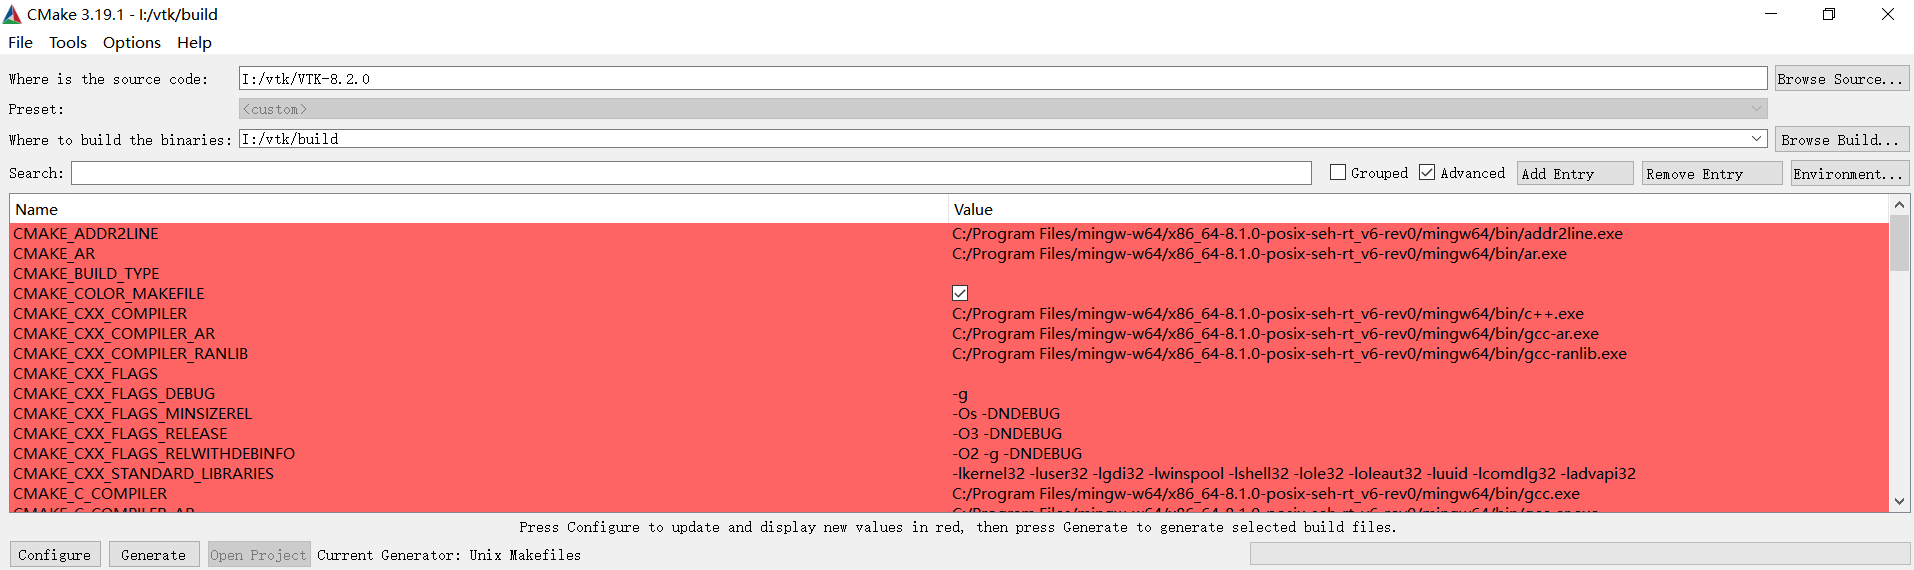 CMake 3.19.1 - I:/vtk/build
File Tools Options Help
Where is the source code: I:/vtk/VTK-8.2.0 Browse Source...
Preset: <custom>
Where to build the binaries: I:/vtk/build Browse Build...
Search: Grouped Advanced Add Entry Remove Entry Environment...
Name Value
CMAKE_ADDR2LINE C:/Program Files/mingw-w64/x86_64-8.1.0-posix-seh-rt_v6-rev0/mingw64/bin/addr2line.exe
CMAKE_AR C:/Program Files/mingw-w64/x86_64-8.1.0-posix-seh-rt_v6-rev0/mingw64/bin/ar.exe
CMAKE_BUILD_TYPE
CMAKE_COLOR_MAKEFILE
CMAKE_CXX_COMPILER C:/Program Files/mingw-w64/x86_64-8.1.0-posix-seh-rt_v6-rev0/mingw64/bin/c++.exe
CMAKE_CXX_COMPILER_AR C:/Program Files/mingw-w64/x86_64-8.1.0-posix-seh-rt_v6-rev0/mingw64/bin/gcc-ar.exe
CMAKE_CXX_COMPILER_RANLIB C:/Program Files/mingw-w64/x86_64-8.1.0-posix-seh-rt_v6-rev0/mingw64/bin/gcc-ranlib.exe
CMAKE_CXX_FLAGS
CMAKE_CXX_FLAGS_DEBUG -g
CMAKE_CXX_FLAGS_MINSIZEREL -Os -DNDEBUG
CMAKE_CXX_FLAGS_RELEASE -O3 -DNDEBUG
CMAKE_CXX_FLAGS_RELWITHDEBINFO -O2 -g -DNDEBUG
CMAKE_CXX_STANDARD_LIBRARIES -lkernel32 -luser32 -lgdi32 -lwinspool -lshell32 -lole32 -loleaut32 -luuid -lcomdlg32 -ladvapi32
CMAKE_C_COMPILER C:/Program Files/mingw-w64/x86_64-8.1.0-posix-seh-rt_v6-rev0/mingw64/bin/gcc.exe
Press Configure to update and display new values in red, then press Generate to generate selected build files.
Configure Generate Open Project Current Generator: Unix Makefiles